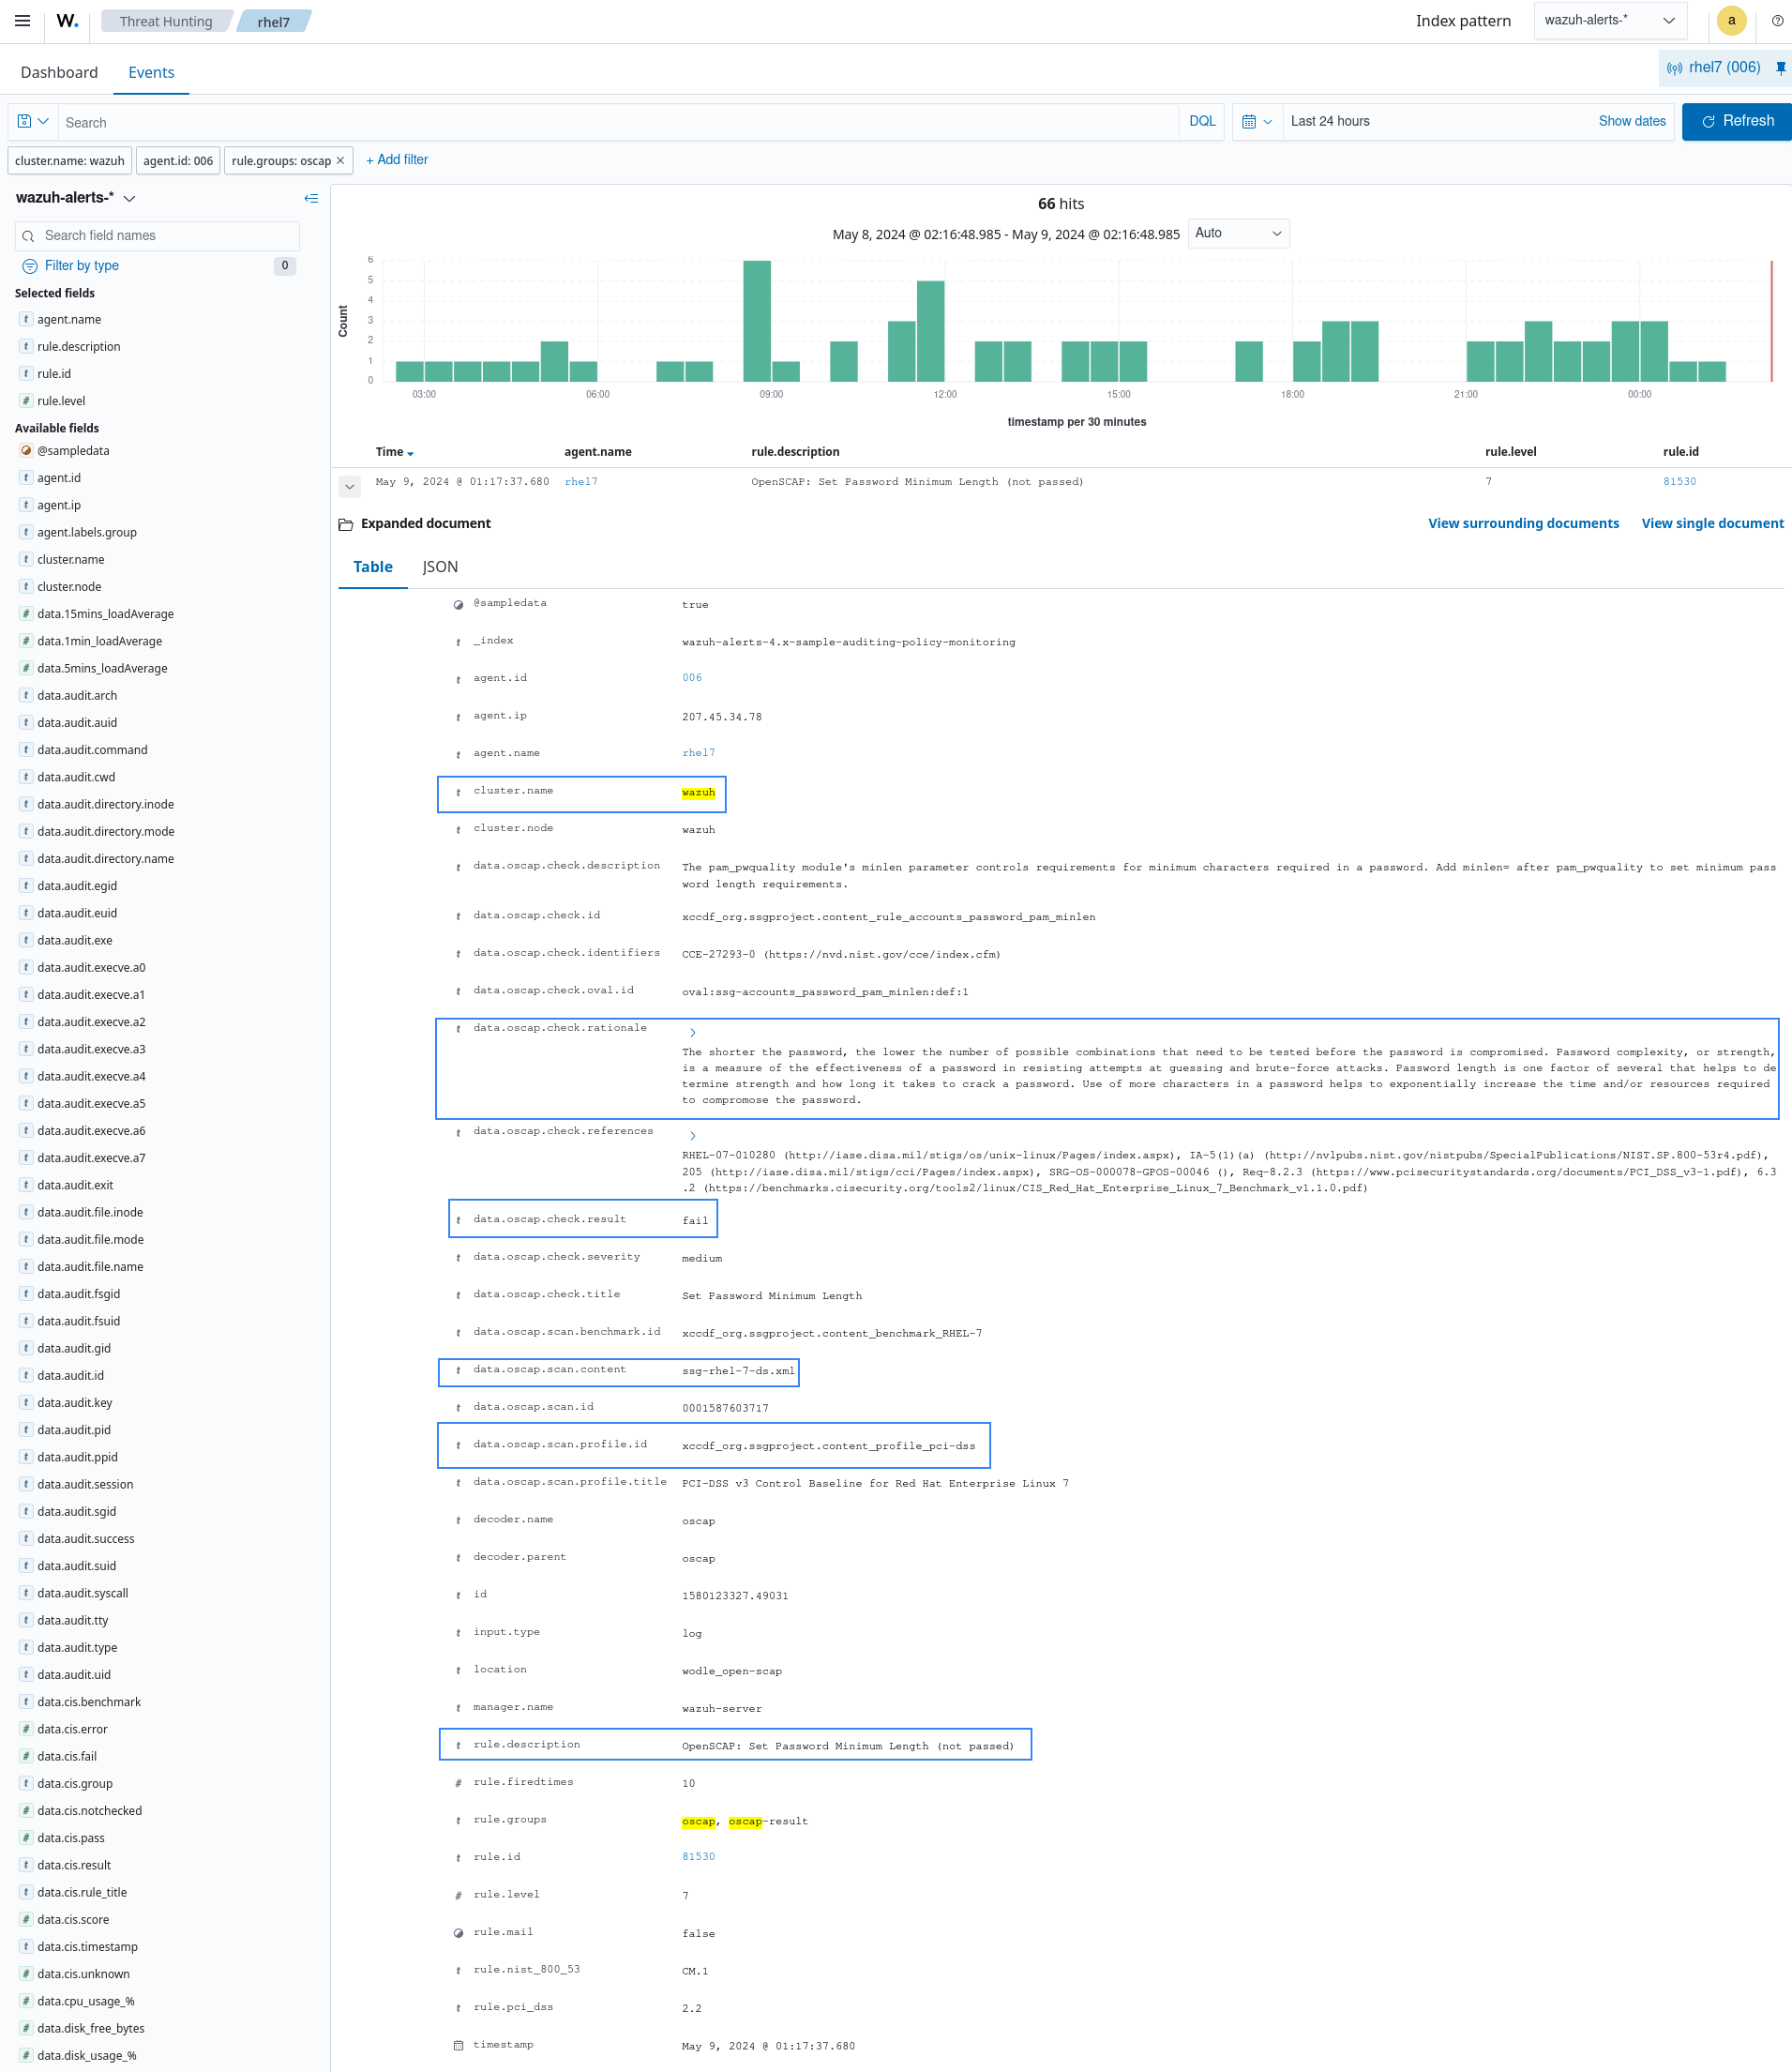 W.
Threat Hunting
rhel7
Index pattern
wazuh-alerts-*
a
Dashboard
Events
rhel7 (006)
Search
DQL
Last 24 hours
Show dates
Refresh
cluster.name: wazuh
agent.id: 006
rule.groups: oscap ×
+ Add filter
wazuh-alerts-*
Search field names
Filter by type
0
Selected fields
t agent.name
t rule.description
t rule.id
# rule.level
Available fields
@sampledata
t agent.id
t agent.ip
t agent.labels.group
t cluster.name
t cluster.node
# data.15mins_loadAverage
# data.1min_loadAverage
# data.5mins_loadAverage
t data.audit.arch
t data.audit.auid
t data.audit.command
t data.audit.cwd
t data.audit.directory.inode
t data.audit.directory.mode
t data.audit.directory.name
t data.audit.egid
t data.audit.euid
t data.audit.exe
t data.audit.execve.a0
t data.audit.execve.a1
t data.audit.execve.a2
t data.audit.execve.a3
t data.audit.execve.a4
t data.audit.execve.a5
t data.audit.execve.a6
t data.audit.execve.a7
t data.audit.exit
t data.audit.file.inode
t data.audit.file.mode
t data.audit.file.name
t data.audit.fsgid
t data.audit.fsuid
t data.audit.gid
t data.audit.id
t data.audit.key
t data.audit.pid
t data.audit.ppid
t data.audit.session
t data.audit.sgid
t data.audit.success
t data.audit.suid
t data.audit.syscall
t data.audit.tty
t data.audit.type
t data.audit.uid
t data.cis.benchmark
# data.cis.error
# data.cis.fail
t data.cis.group
# data.cis.notchecked
# data.cis.pass
t data.cis.result
t data.cis.rule_title
# data.cis.score
t data.cis.timestamp
# data.cis.unknown
# data.cpu_usage_%
# data.disk_free_bytes
# data.disk_usage_%
66 hits
May 8, 2024 @ 02:16:48.985 - May 9, 2024 @ 02:16:48.985
Auto
Count
6
5
4
3
2
1
0
03:00 06:00 09:00 12:00 15:00 18:00 21:00 00:00
timestamp per 30 minutes
Time agent.name rule.description rule.level rule.id
May 9, 2024 @ 01:17:37.680 rhel7 OpenSCAP: Set Password Minimum Length (not passed) 7 81530
Expanded document
View surrounding documents
View single document
Table
JSON
@sampledata true
t _index wazuh-alerts-4.x-sample-auditing-policy-monitoring
t agent.id 006
t agent.ip 207.45.34.78
t agent.name rhel7
t cluster.name wazuh
t cluster.node wazuh
t data.oscap.check.description The pam_pwquality module's minlen parameter controls requirements for minimum characters required in a password. Add minlen= after pam_pwquality to set minimum pass
word length requirements.
t data.oscap.check.id xccdf_org.ssgproject.content_rule_accounts_password_pam_minlen
t data.oscap.check.identifiers CCE-27293-0 (https://nvd.nist.gov/cce/index.cfm)
t data.oscap.check.oval.id oval:ssg-accounts_password_pam_minlen:def:1
t data.oscap.check.rationale
The shorter the password, the lower the number of possible combinations that need to be tested before the password is compromised. Password complexity, or strength,
is a measure of the effectiveness of a password in resisting attempts at guessing and brute-force attacks. Password length is one factor of several that helps to de
termine strength and how long it takes to crack a password. Use of more characters in a password helps to exponentially increase the time and/or resources required
to compromose the password.
t data.oscap.check.references
RHEL-07-010280 (http://iase.disa.mil/stigs/os/unix-linux/Pages/index.aspx), IA-5(1)(a) (http://nvlpubs.nist.gov/nistpubs/SpecialPublications/NIST.SP.800-53r4.pdf),
205 (http://iase.disa.mil/stigs/cci/Pages/index.aspx), SRG-OS-000078-GPOS-00046 (), Req-8.2.3 (https://www.pcisecuritystandards.org/documents/PCI_DSS_v3-1.pdf), 6.3
.2 (https://benchmarks.cisecurity.org/tools2/linux/CIS_Red_Hat_Enterprise_Linux_7_Benchmark_v1.1.0.pdf)
t data.oscap.check.result fail
t data.oscap.check.severity medium
t data.oscap.check.title Set Password Minimum Length
t data.oscap.scan.benchmark.id xccdf_org.ssgproject.content_benchmark_RHEL-7
t data.oscap.scan.content ssg-rhel-7-ds.xml
t data.oscap.scan.id 0001587603717
t data.oscap.scan.profile.id xccdf_org.ssgproject.content_profile_pci-dss
t data.oscap.scan.profile.title PCI-DSS v3 Control Baseline for Red Hat Enterprise Linux 7
t decoder.name oscap
t decoder.parent oscap
t id 1580123327.49031
t input.type log
t location wodle_open-scap
t manager.name wazuh-server
t rule.description OpenSCAP: Set Password Minimum Length (not passed)
# rule.firedtimes 10
t rule.groups oscap, oscap-result
t rule.id 81530
# rule.level 7
rule.mail false
t rule.nist_800_53 CM.1
t rule.pci_dss 2.2
timestamp May 9, 2024 @ 01:17:37.680